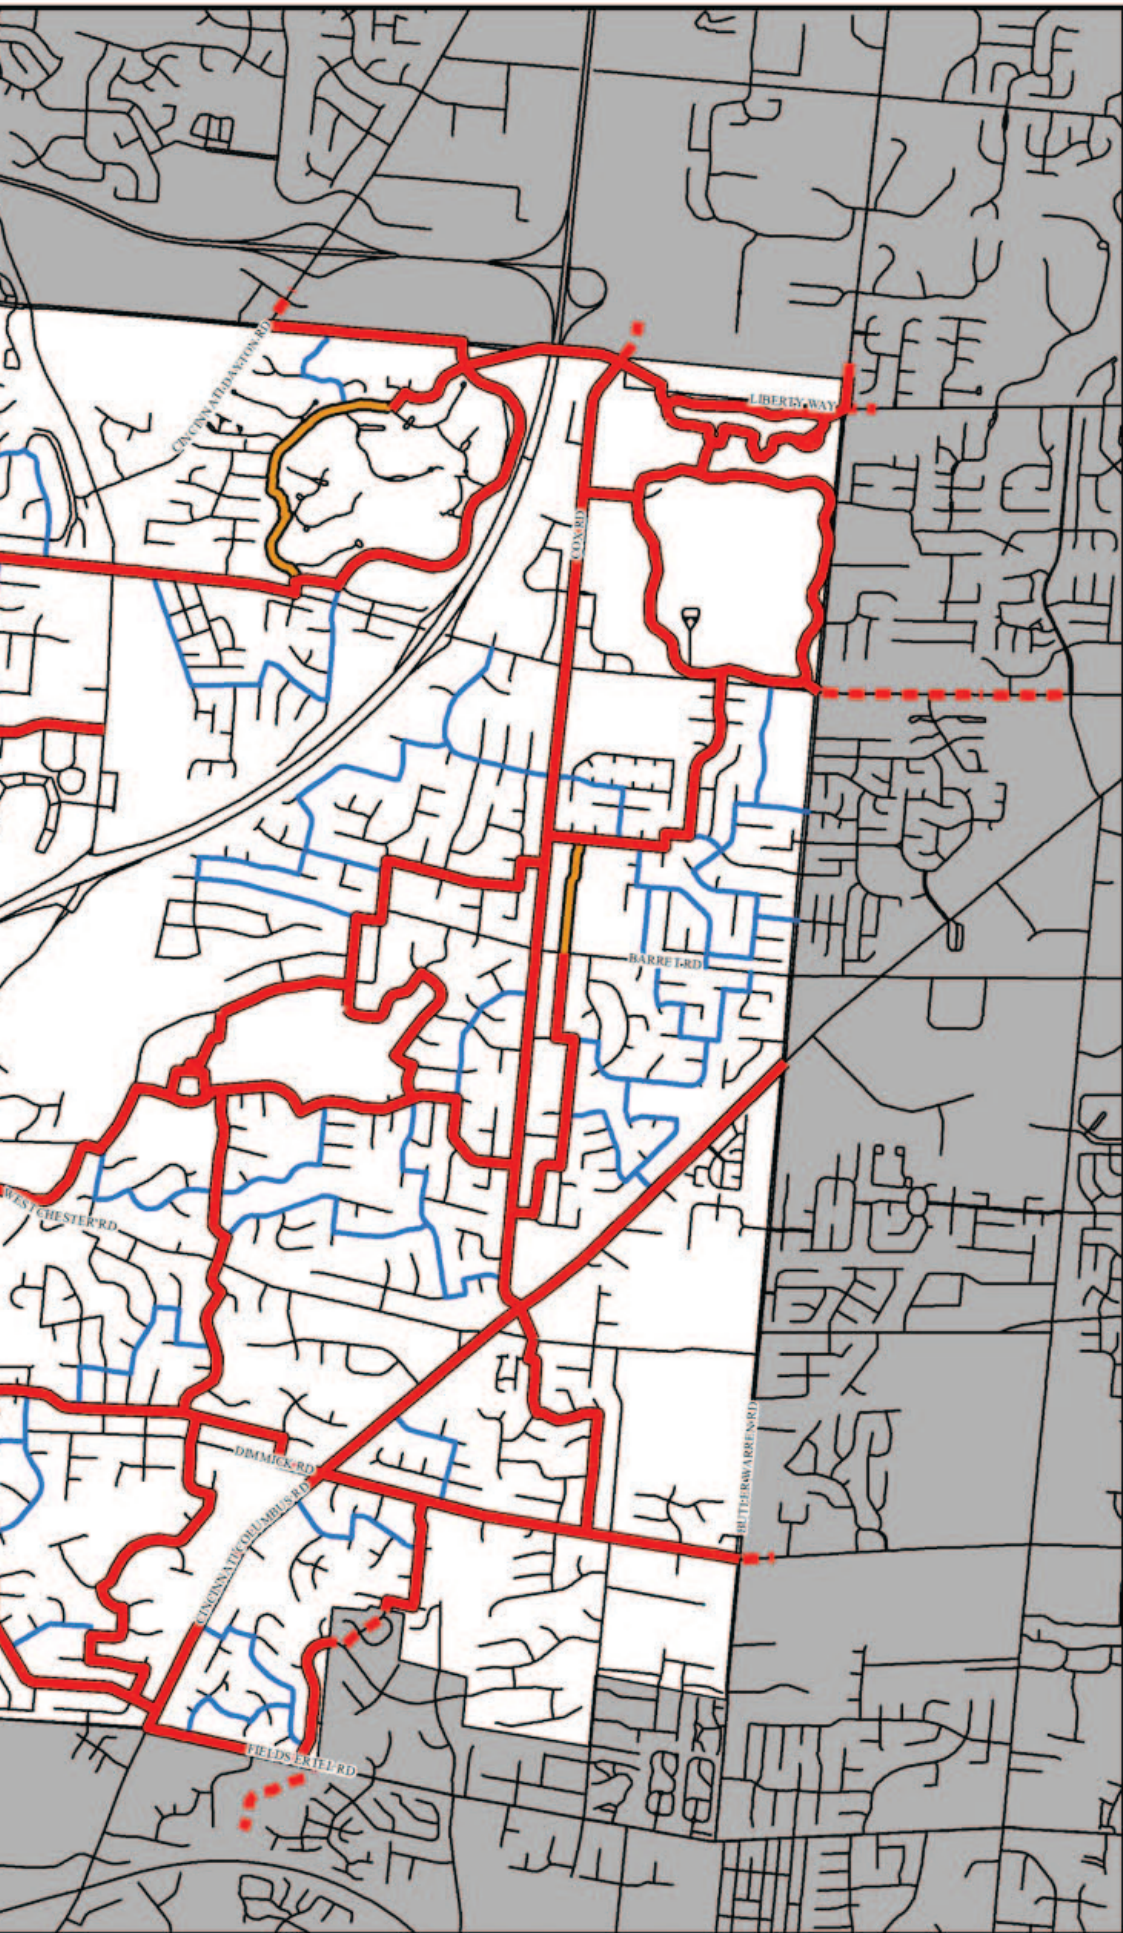 CINCINNATI DAYTON RD
LIBERTY WAY
COX RD
BARRET RD
WEST CHESTER RD
BUTLER WARREN RD
DIMMICK RD
CINCINNATI COLUMBUS RD
FIELDS ERTEL RD